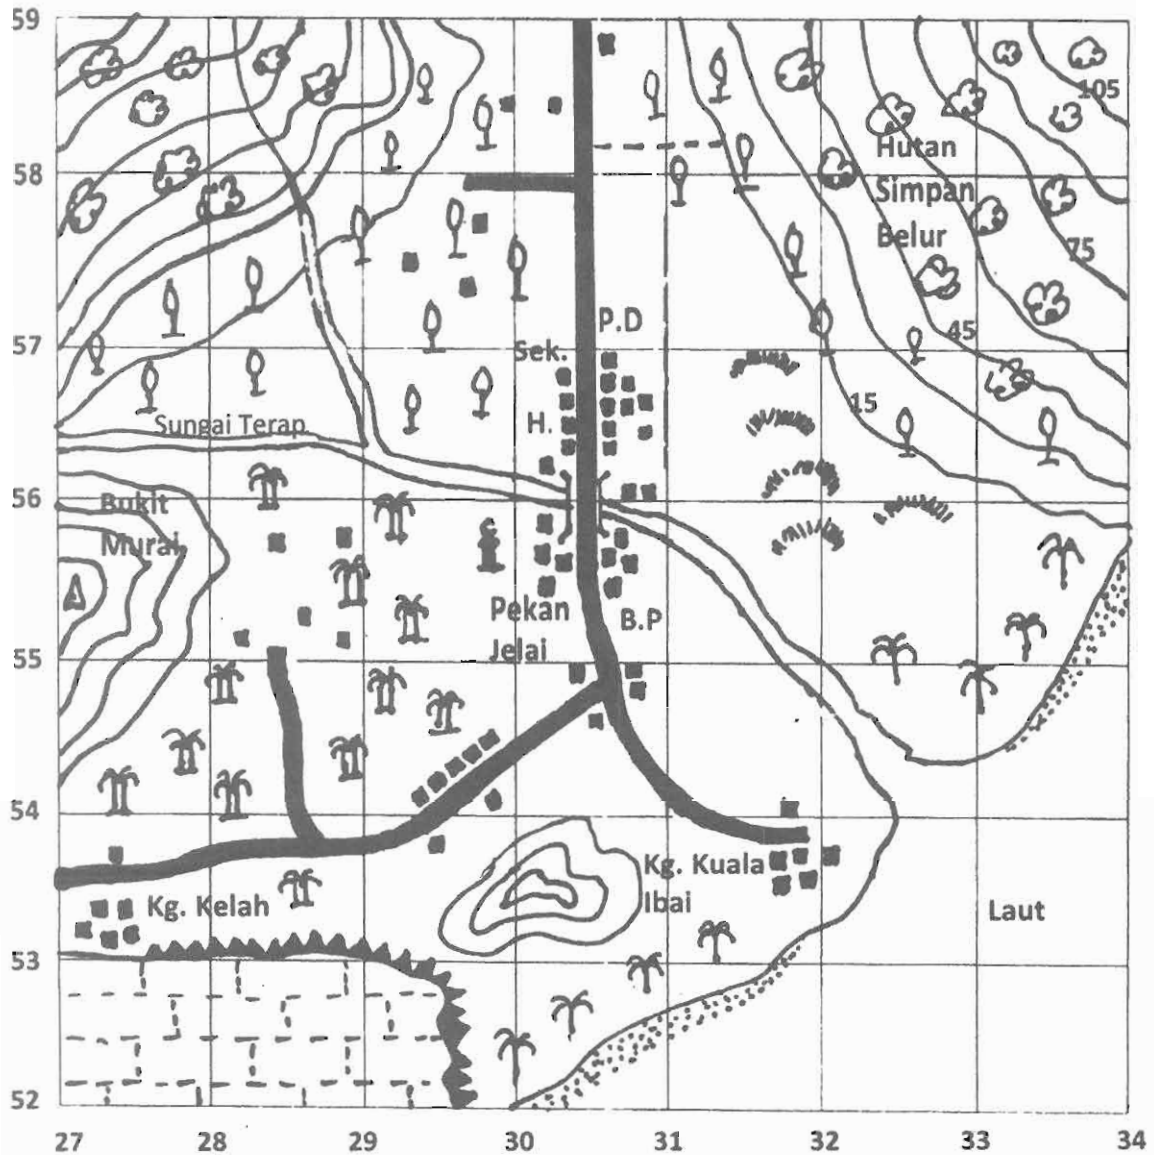 59
105
Hutan
58
Simpan
Belur
75
P.D
57
45
Sek.
15
Sungai Terap
H.
56
Bukit
Murai
Pekan
B.P
Jelai
55
54
Kg. Kuala
Ibai
Kg. Kelah
Laut
53
52
27 28 29 30 31 32 33 34